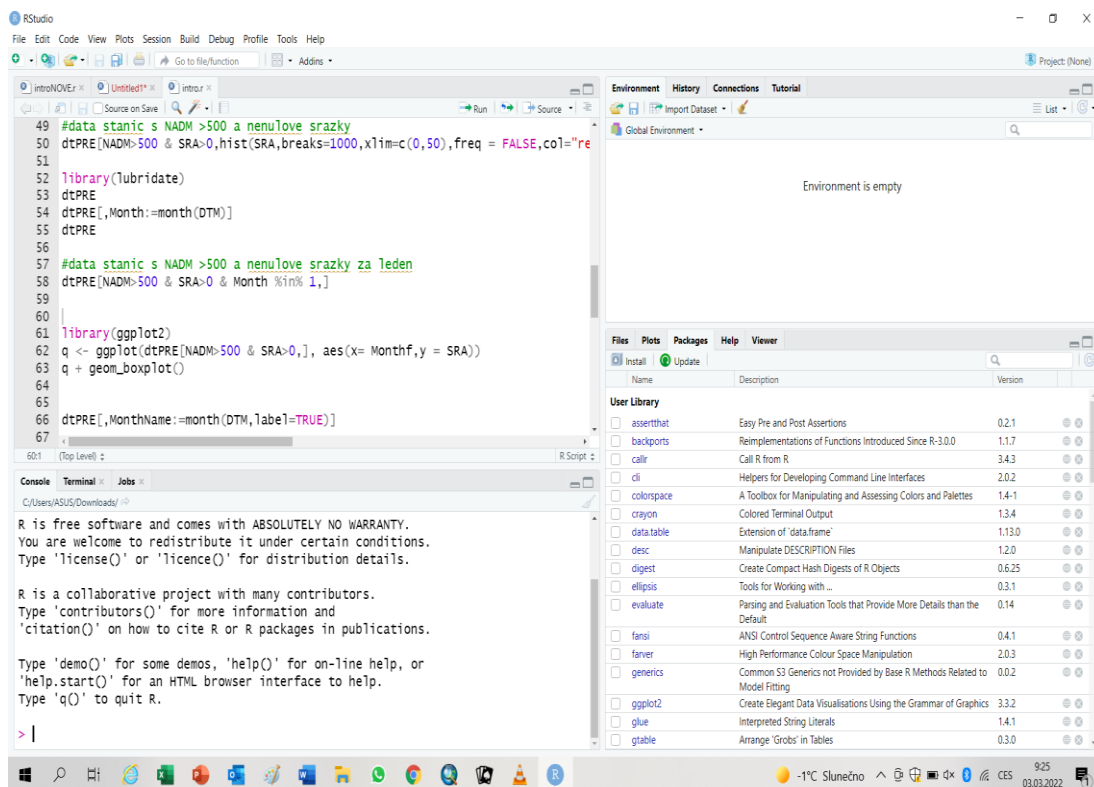 RStudio
File Edit Code View Plots Session Build Debug Profile Tools Help
Go to file/function Addins Project: (None)
introNOVE.r Untitled1* intro.r
Source on Save Run Source
49 #data stanic s NADM >500 a nenulove srazky
50 dtPRE[NADM>500 & SRA>0,hist(SRA,breaks=1000,xlim=c(0,50),freq = FALSE,col="re
51
52 library(lubridate)
53 dtPRE
54 dtPRE[,Month:=month(DTM)]
55 dtPRE
56
57 #data stanic s NADM >500 a nenulove srazky za leden
58 dtPRE[NADM>500 & SRA>0 & Month %in% 1,]
59
60
61 library(ggplot2)
62 q <- ggplot(dtPRE[NADM>500 & SRA>0,], aes(x= Monthf,y = SRA))
63 q + geom_boxplot()
64
65
66 dtPRE[,MonthName:=month(DTM,label=TRUE)]
67
60:1 (Top Level) R Script
Console Terminal Jobs
C:/Users/ASUS/Downloads/
R is free software and comes with ABSOLUTELY NO WARRANTY.
You are welcome to redistribute it under certain conditions.
Type 'license()' or 'licence()' for distribution details.
R is a collaborative project with many contributors.
Type 'contributors()' for more information and
'citation()' on how to cite R or R packages in publications.
Type 'demo()' for some demos, 'help()' for on-line help, or
'help.start()' for an HTML browser interface to help.
Type 'q()' to quit R.
>
Environment History Connections Tutorial
Import Dataset List
Global Environment
Environment is empty
Files Plots Packages Help Viewer
Install Update
Name Description Version
User Library
assertthat Easy Pre and Post Assertions 0.2.1
backports Reimplementations of Functions Introduced Since R-3.0.0 1.1.7
callr Call R from R 3.4.3
cli Helpers for Developing Command Line Interfaces 2.0.2
colorspace A Toolbox for Manipulating and Assessing Colors and Palettes 1.4-1
crayon Colored Terminal Output 1.3.4
data.table Extension of `data.frame` 1.13.0
desc Manipulate DESCRIPTION Files 1.2.0
digest Create Compact Hash Digests of R Objects 0.6.25
ellipsis Tools for Working with ... 0.3.1
evaluate Parsing and Evaluation Tools that Provide More Details than the 0.14
Default
fansi ANSI Control Sequence Aware String Functions 0.4.1
farver High Performance Colour Space Manipulation 2.0.3
generics Common S3 Generics not Provided by Base R Methods Related to 0.0.2
Model Fitting
ggplot2 Create Elegant Data Visualisations Using the Grammar of Graphics 3.3.2
glue Interpreted String Literals 1.4.1
gtable Arrange 'Grobs' in Tables 0.3.0
-1°C Slunečno CES 9:25
03.03.2022